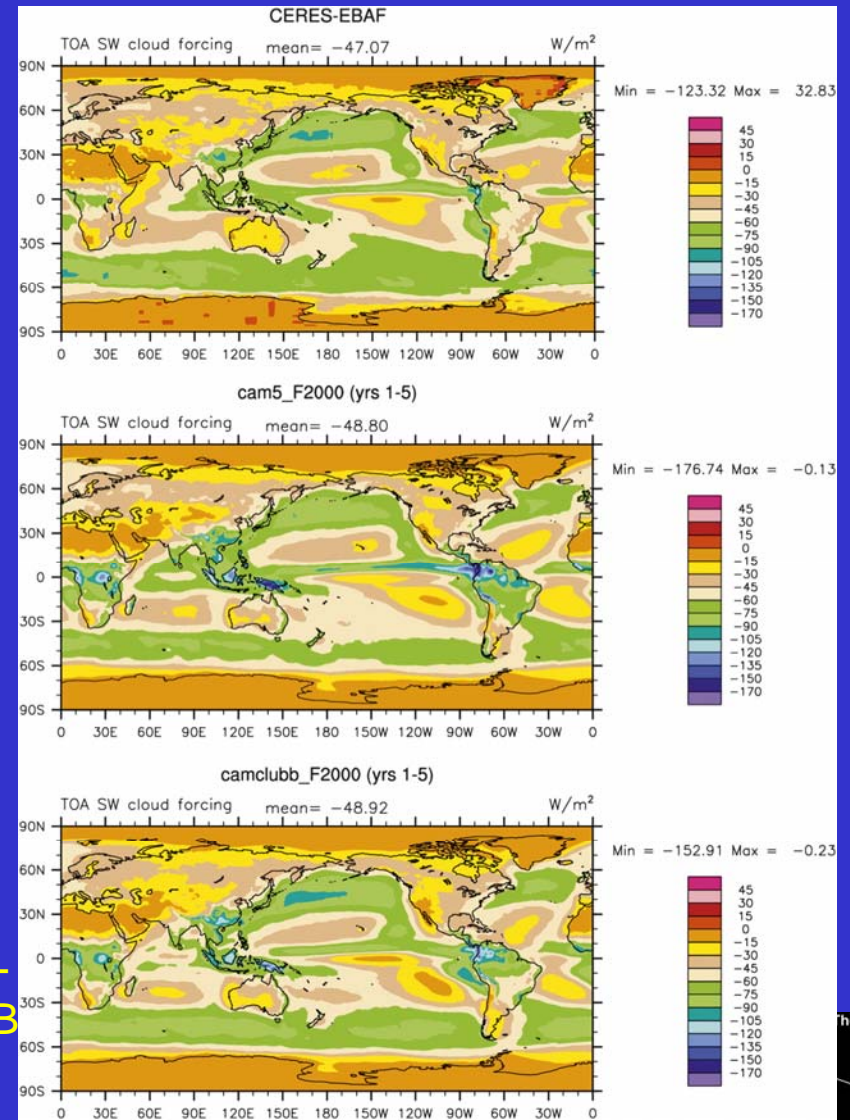 CERES-EBAF
TOA SW cloud forcing mean= −47.07 W/m²
Min = −123.32 Max = 32.83
90N
60N
30N
0
30S
60S
90S
0 30E 60E 90E 120E 150E 180 150W 120W 90W 60W 30W 0
45
30
15
0
−15
−30
−45
−60
−75
−90
−105
−120
−135
−150
−170
cam5_F2000 (yrs 1-5)
TOA SW cloud forcing mean= −48.80 W/m²
Min = −176.74 Max = −0.13
90N
60N
30N
0
30S
60S
90S
0 30E 60E 90E 120E 150E 180 150W 120W 90W 60W 30W 0
45
30
15
0
−15
−30
−45
−60
−75
−90
−105
−120
−135
−150
−170
camclubb_F2000 (yrs 1-5)
TOA SW cloud forcing mean= −48.92 W/m²
Min = −152.91 Max = −0.23
90N
60N
30N
0
30S
60S
90S
0 30E 60E 90E 120E 150E 180 150W 120W 90W 60W 30W 0
45
30
15
0
−15
−30
−45
−60
−75
−90
−105
−120
−135
−150
−170
-
B